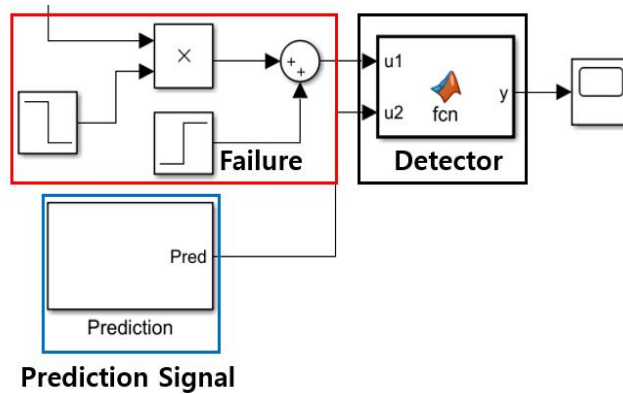 ×
+
+
Failure
u1
u2
fcn
y
Detector
Pred
Prediction
Prediction Signal